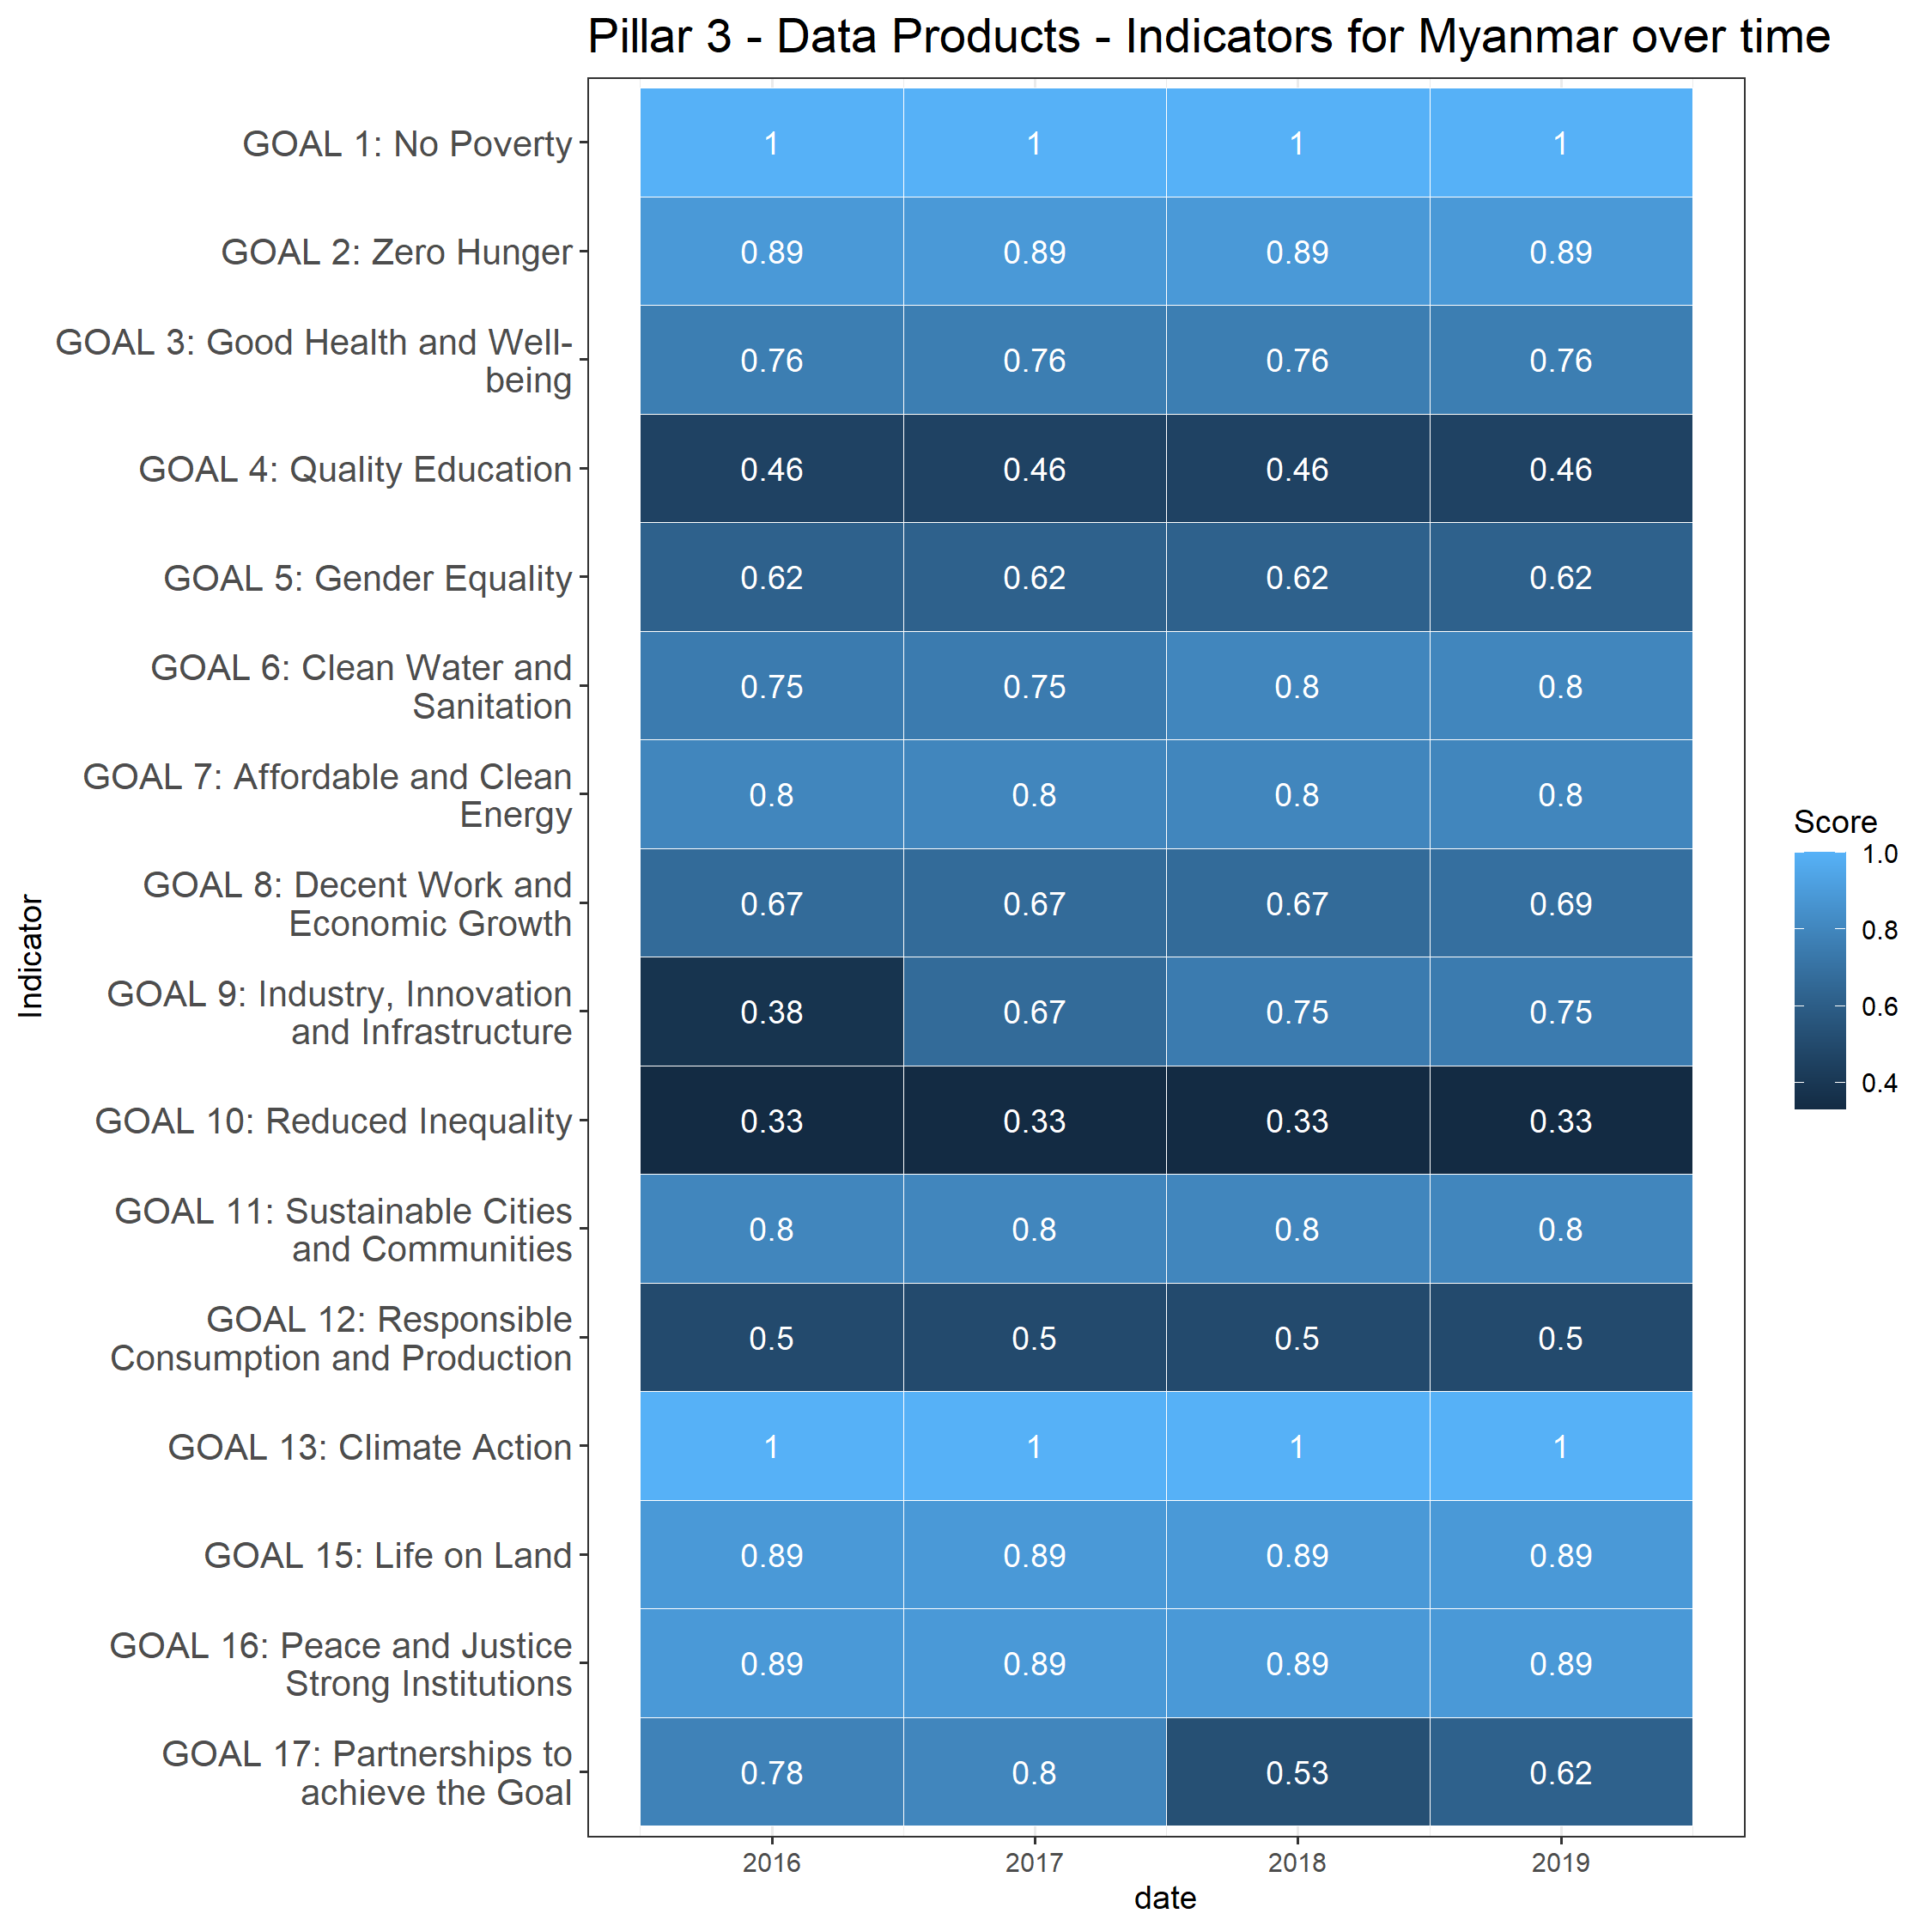 Pillar 3 - Data Products - Indicators for Myanmar over time
Indicator
GOAL 1: No Poverty
1 1 1 1
GOAL 2: Zero Hunger
0.89 0.89 0.89 0.89
GOAL 3: Good Health and Well-
being
0.76 0.76 0.76 0.76
GOAL 4: Quality Education
0.46 0.46 0.46 0.46
GOAL 5: Gender Equality
0.62 0.62 0.62 0.62
GOAL 6: Clean Water and
Sanitation
0.75 0.75 0.8 0.8
GOAL 7: Affordable and Clean
Energy
0.8 0.8 0.8 0.8
GOAL 8: Decent Work and
Economic Growth
0.67 0.67 0.67 0.69
GOAL 9: Industry, Innovation
and Infrastructure
0.38 0.67 0.75 0.75
GOAL 10: Reduced Inequality
0.33 0.33 0.33 0.33
GOAL 11: Sustainable Cities
and Communities
0.8 0.8 0.8 0.8
GOAL 12: Responsible
Consumption and Production
0.5 0.5 0.5 0.5
GOAL 13: Climate Action
1 1 1 1
GOAL 15: Life on Land
0.89 0.89 0.89 0.89
GOAL 16: Peace and Justice
Strong Institutions
0.89 0.89 0.89 0.89
GOAL 17: Partnerships to
achieve the Goal
0.78 0.8 0.53 0.62
2016 2017 2018 2019
date
Score
1.0
0.8
0.6
0.4